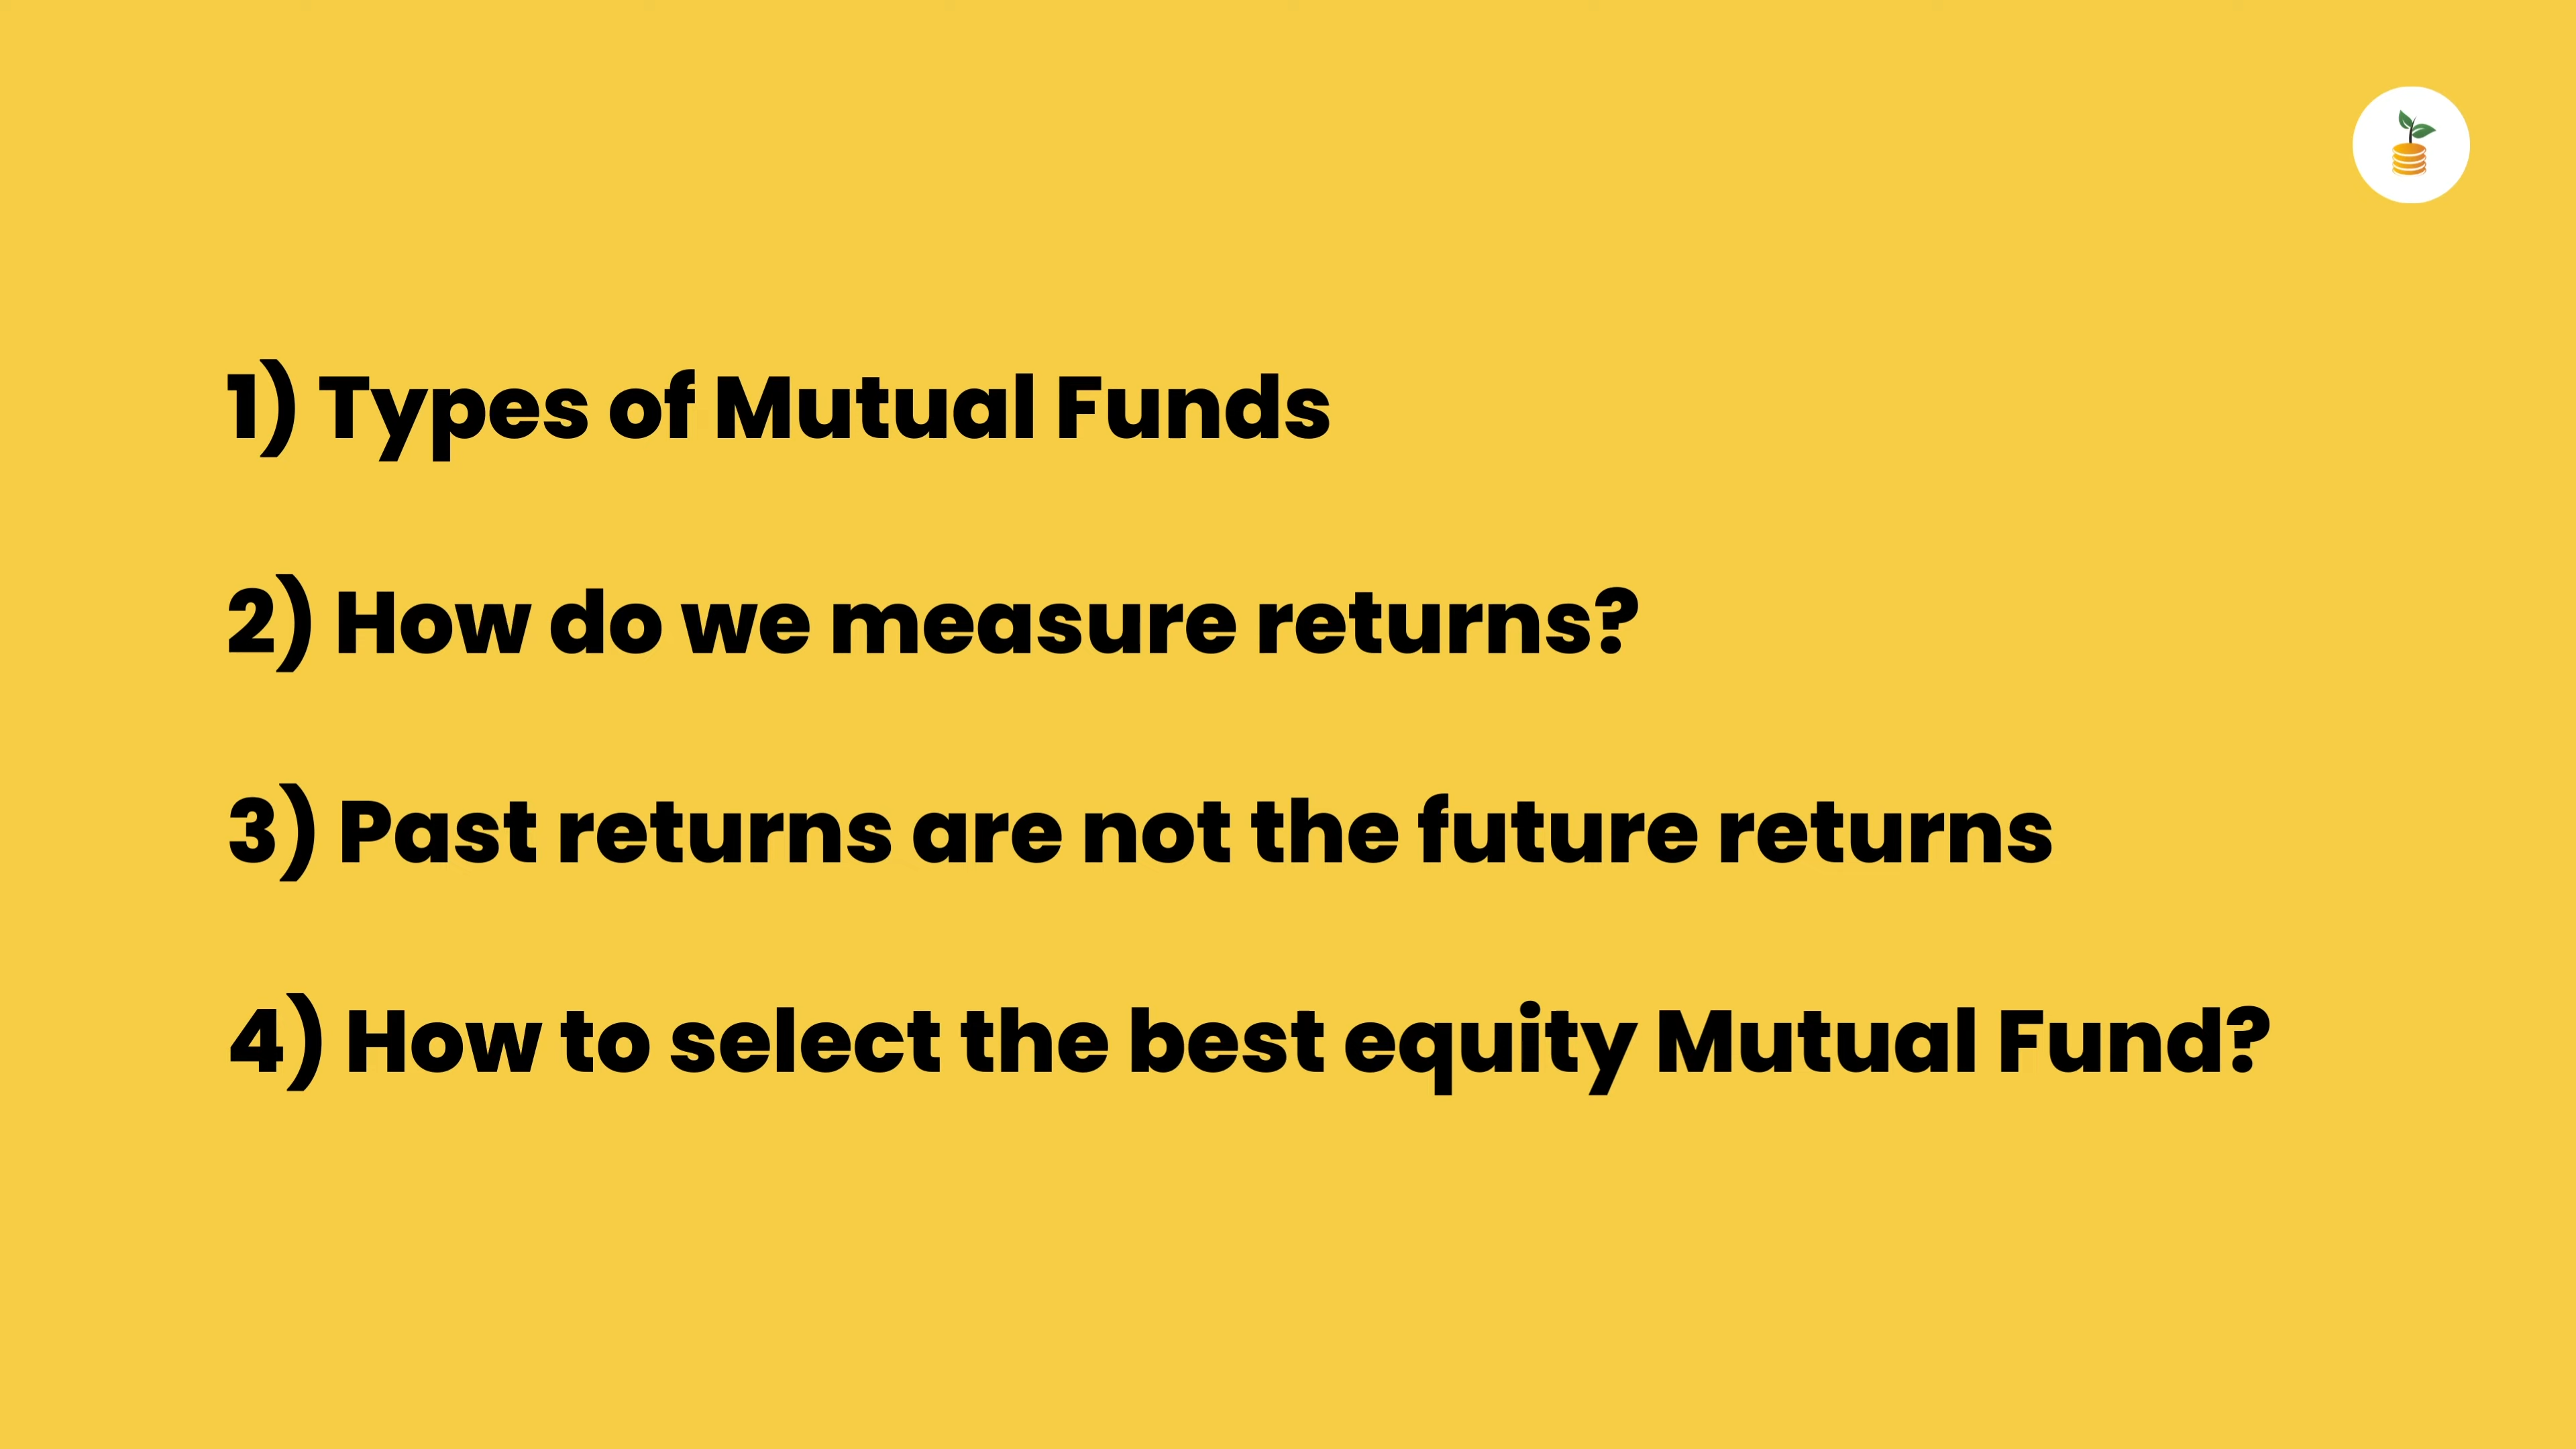 1) Types of Mutual Funds
2) How do we measure returns?
3) Past returns are not the future returns
4) How to select the best equity Mutual Fund?